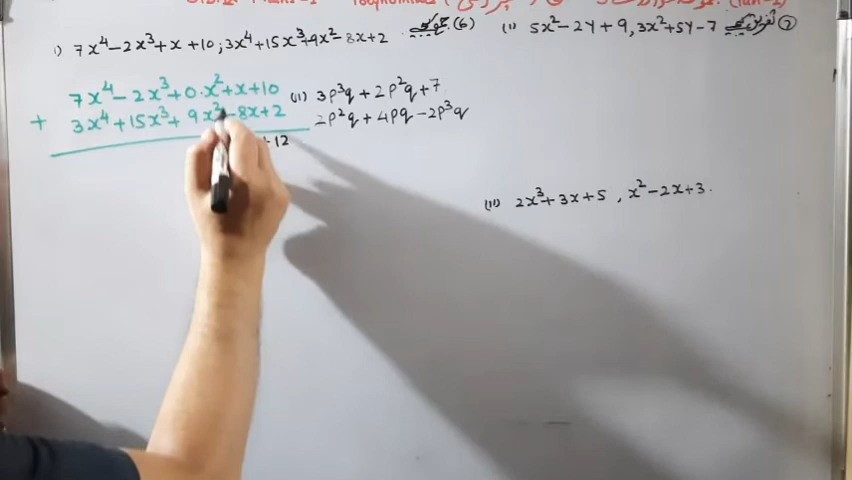 i) 7x⁴-2x³+x+10;3x⁴+15x³+9x²-8x+2 (6)
(i) 5x²-2y+9, 3x²+5y-7
7x⁴-2x³+0.x²+x+10
+ 3x⁴+15x³+9x²-8x+2
+12
(ii) 3p³q+2p²q+7
2p²q+4pq-2p³q
(ii) 2x³+3x+5, x²-2x+3.